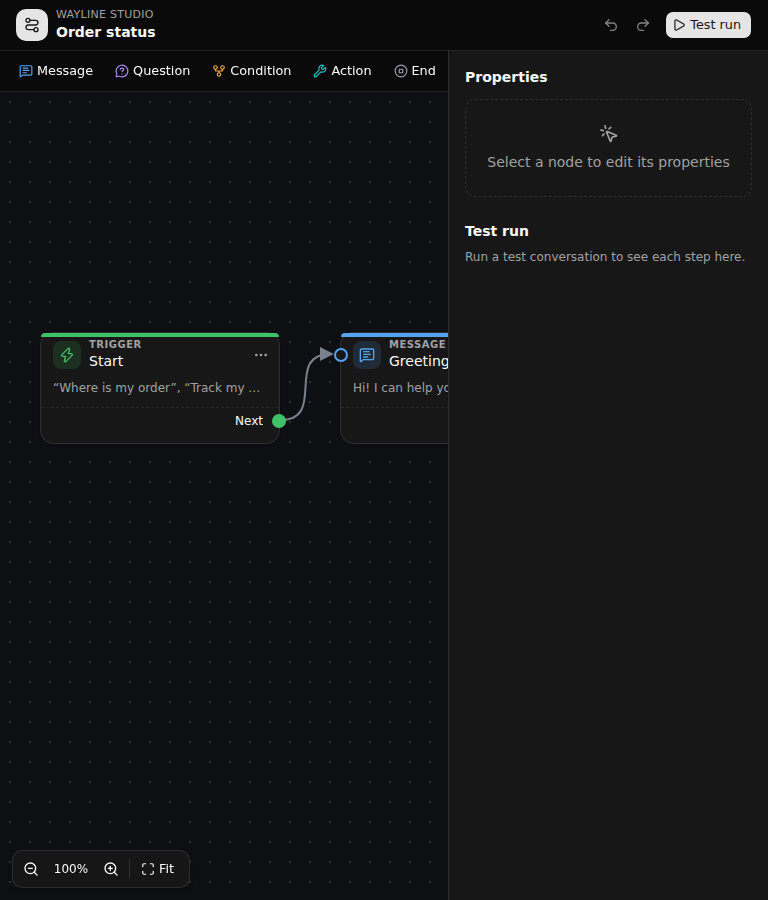 WAYLINE STUDIO
Order status
Test run
Message
Question
Condition
Action
End
Properties
Select a node to edit its properties
Test run
Run a test conversation to see each step here.
TRIGGER
Start
“Where is my order”, “Track my …
Next
MESSAGE
Greeting
Hi! I can help yo
100%
Fit